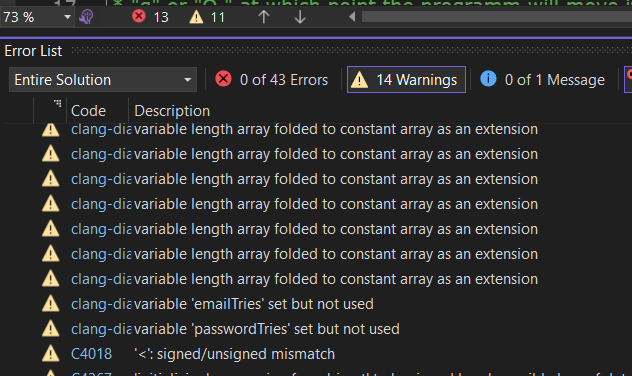 17 * "q" or "Q," at which point the programm will move
73 % 13 11
Error List
Entire Solution 0 of 43 Errors 14 Warnings 0 of 1 Message
Code Description
clang-dia variable length array folded to constant array as an extension
clang-dia variable length array folded to constant array as an extension
clang-dia variable length array folded to constant array as an extension
clang-dia variable length array folded to constant array as an extension
clang-dia variable length array folded to constant array as an extension
clang-dia variable length array folded to constant array as an extension
clang-dia variable length array folded to constant array as an extension
clang-dia variable 'emailTries' set but not used
clang-dia variable 'passwordTries' set but not used
C4018 '<': signed/unsigned mismatch